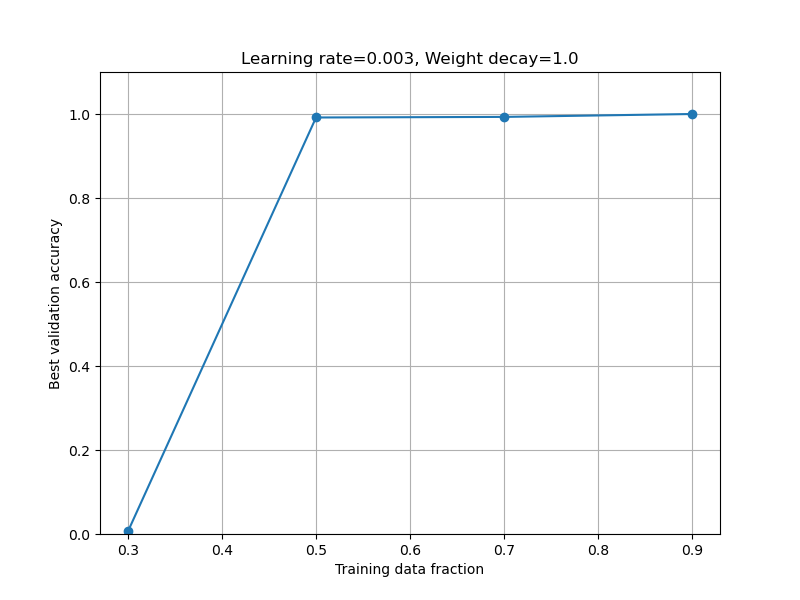 Learning rate=0.003, Weight decay=1.0
Best validation accuracy
1.0
0.8
0.6
0.4
0.2
0.0
0.3 0.4 0.5 0.6 0.7 0.8 0.9
Training data fraction